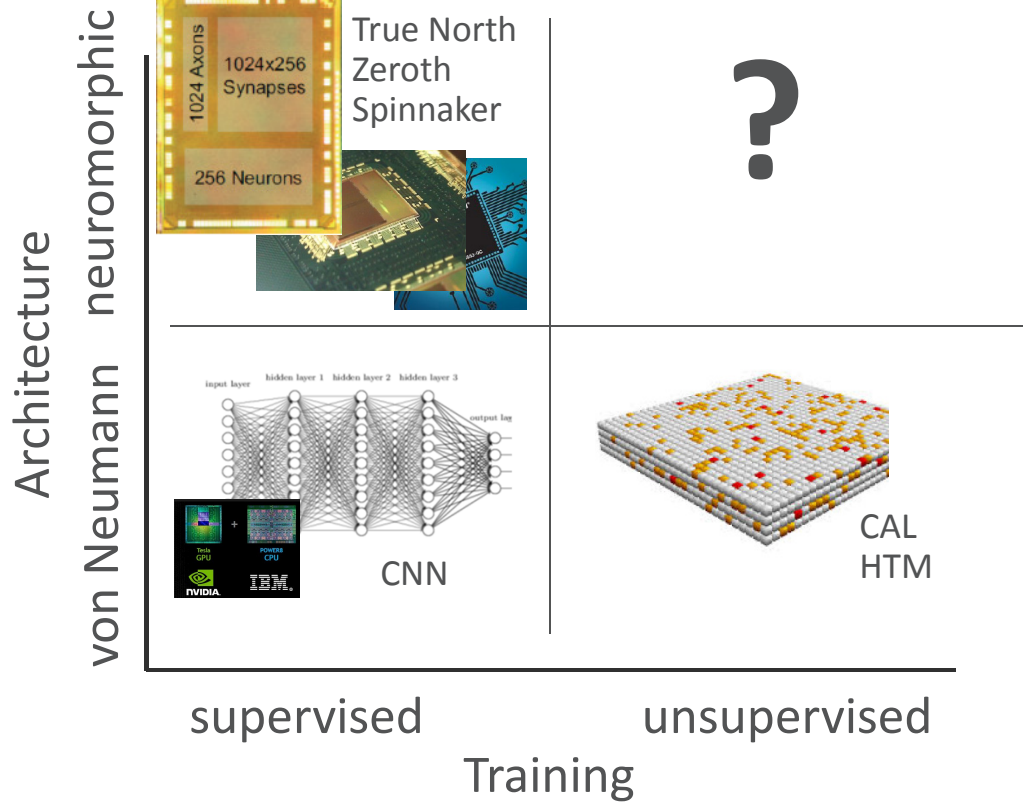 True North
Zeroth
Spinnaker
1024 Axons
1024x256
Synapses
256 Neurons
?
Architecture
neuromorphic
von Neumann
input layer
hidden layer 1
hidden layer 2
hidden layer 3
output lay
Tesla
GPU
+
POWER8
CPU
NVIDIA.
IBM.
CNN
CAL
HTM
supervised
unsupervised
Training